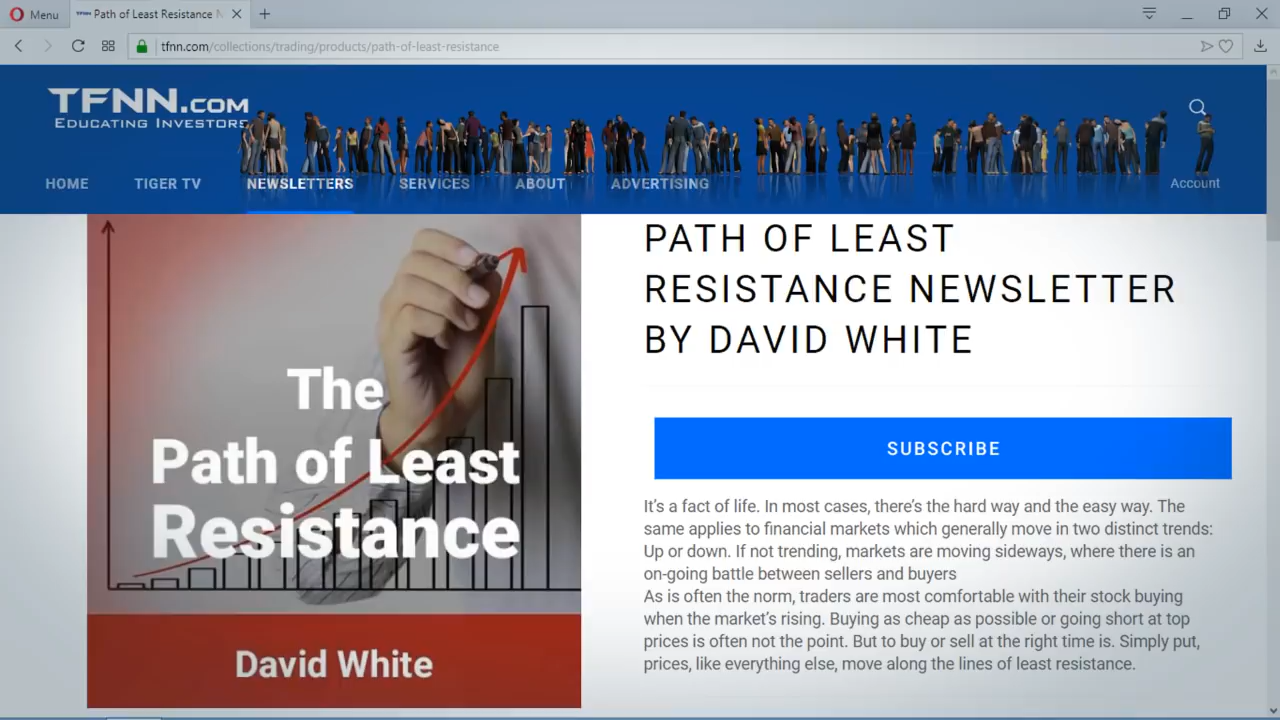 Menu
Path of Least Resistance N
tfnn.com/collections/trading/products/path-of-least-resistance
TFNN.COM
EDUCATING INVESTORS
HOME
TIGER TV
NEWSLETTERS
SERVICES
ABOUT
ADVERTISING
Account
The
Path of Least
Resistance
David White
PATH OF LEAST
RESISTANCE NEWSLETTER
BY DAVID WHITE
SUBSCRIBE
It's a fact of life. In most cases, there's the hard way and the easy way. The
same applies to financial markets which generally move in two distinct trends:
Up or down. If not trending, markets are moving sideways, where there is an
on-going battle between sellers and buyers
As is often the norm, traders are most comfortable with their stock buying
when the market's rising. Buying as cheap as possible or going short at top
prices is often not the point. But to buy or sell at the right time is. Simply put,
prices, like everything else, move along the lines of least resistance.